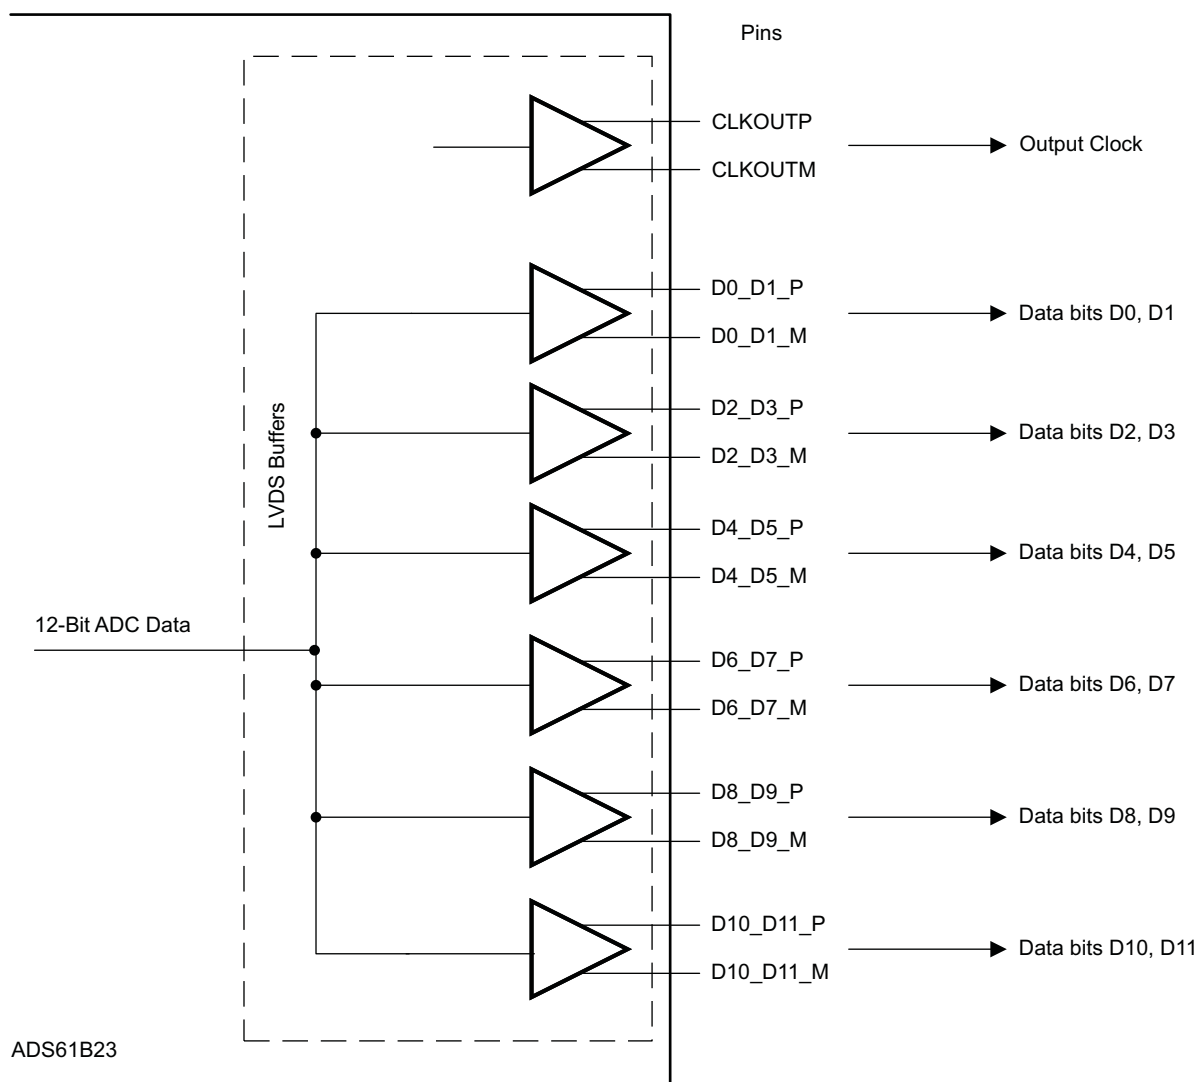 Pins
CLKOUTP
Output Clock
CLKOUTM
D0_D1_P
Data bits D0, D1
D0_D1_M
LVDS Buffers
D2_D3_P
Data bits D2, D3
D2_D3_M
D4_D5_P
Data bits D4, D5
D4_D5_M
12-Bit ADC Data
D6_D7_P
Data bits D6, D7
D6_D7_M
D8_D9_P
Data bits D8, D9
D8_D9_M
D10_D11_P
Data bits D10, D11
D10_D11_M
ADS61B23